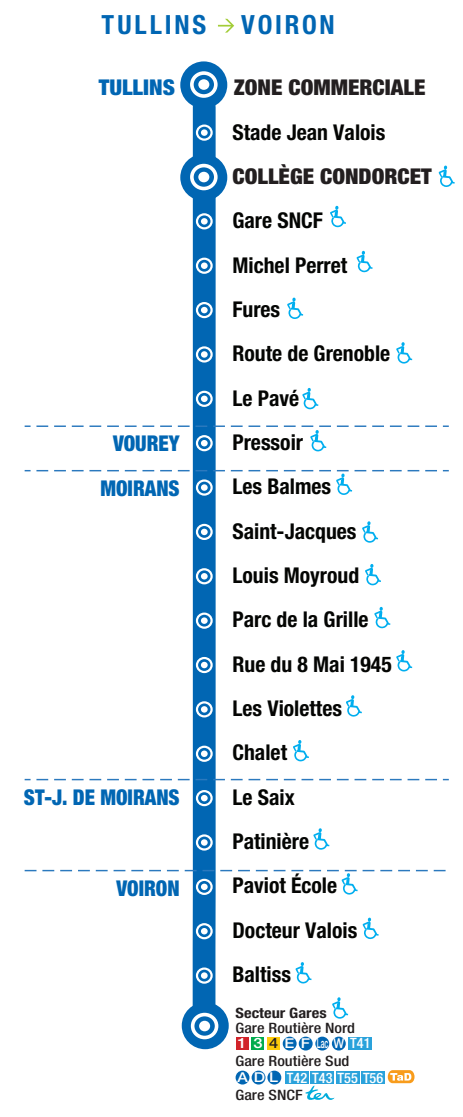 TULLINS → VOIRON
TULLINS ZONE COMMERCIALE
Stade Jean Valois
COLLÈGE CONDORCET
Gare SNCF
Michel Perret
Fures
Route de Grenoble
Le Pavé
VOUREY Pressoir
MOIRANS Les Balmes
Saint-Jacques
Louis Moyroud
Parc de la Grille
Rue du 8 Mai 1945
Les Violettes
Chalet
ST-J. DE MOIRANS Le Saix
Patinière
VOIRON Paviot École
Docteur Valois
Baltiss
Secteur Gares
Gare Routière Nord
1 3 4 E F Lac W T41
Gare Routière Sud
A D L T42 T43 T55 T56 TaD
Gare SNCF ter